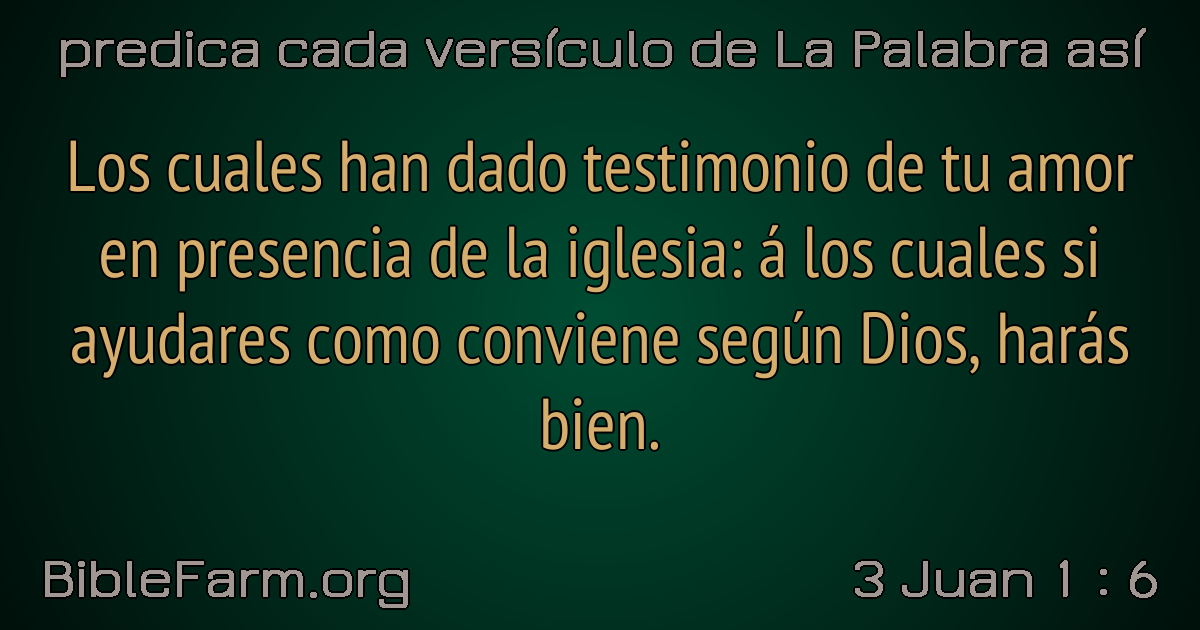 predica cada versículo de La Palabra así
Los cuales han dado testimonio de tu amor
en presencia de la iglesia: á los cuales si
ayudares como conviene según Dios, harás
bien.
BibleFarm.org
3 Juan 1 : 6